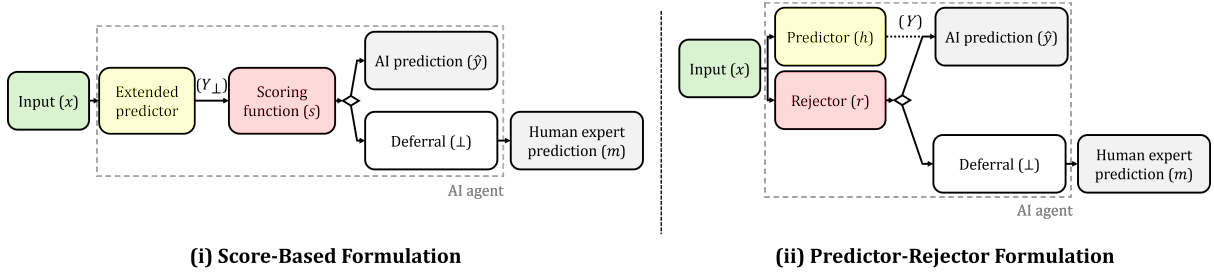 Input (x)
Extended
predictor
(Y⊥)
Scoring
function (s)
AI prediction (ŷ)
Deferral (⊥)
Human expert
prediction (m)
AI agent
(i) Score-Based Formulation
Input (x)
Predictor (h)
(Y)
Rejector (r)
AI prediction (ŷ)
Deferral (⊥)
Human expert
prediction (m)
AI agent
(ii) Predictor-Rejector Formulation